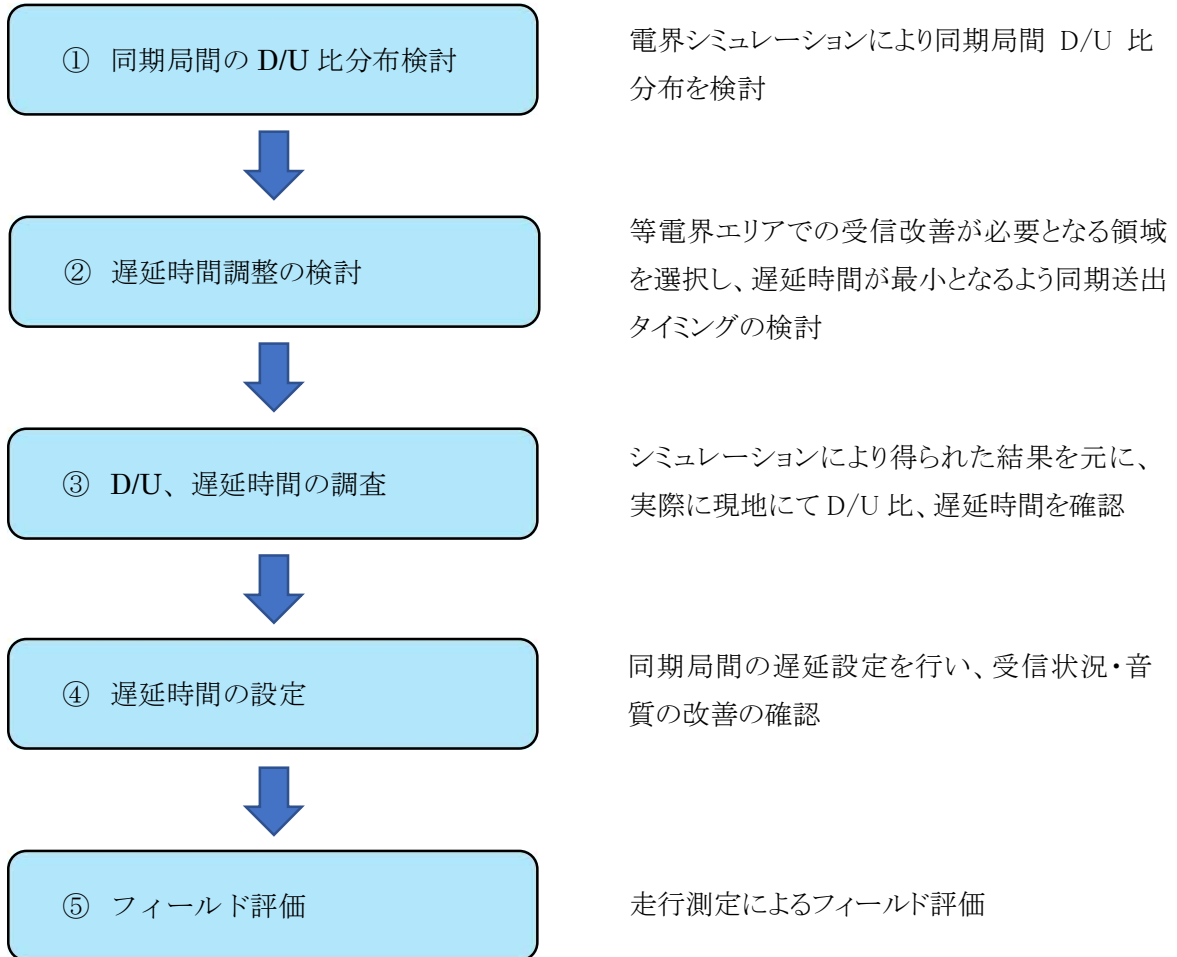 ① 同期局間の D/U 比分布検討
電界シミュレーションにより同期局間 D/U 比
分布を検討
② 遅延時間調整の検討
等電界エリアでの受信改善が必要となる領域
を選択し、遅延時間が最小となるよう同期送出
タイミングの検討
③ D/U、遅延時間の調査
シミュレーションにより得られた結果を元に、
実際に現地にて D/U 比、遅延時間を確認
④ 遅延時間の設定
同期局間の遅延設定を行い、受信状況・音
質の改善の確認
⑤ フィールド評価
走行測定によるフィールド評価